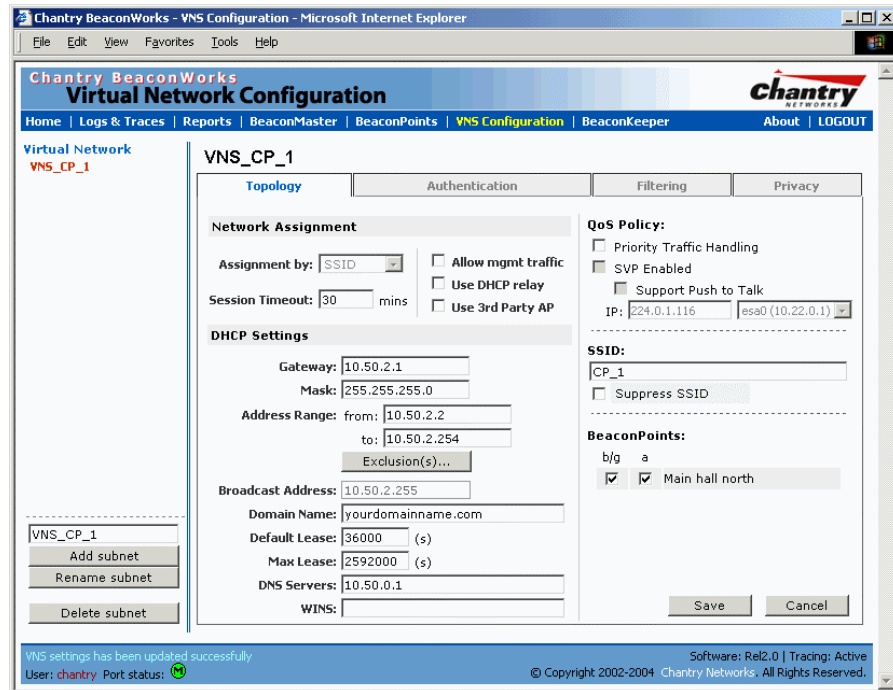 Chantry BeaconWorks - VNS Configuration - Microsoft Internet Explorer
File Edit View Favorites Tools Help
Chantry BeaconWorks
Virtual Network Configuration
Chantry
NETWORKS
Home | Logs & Traces | Reports | BeaconMaster | BeaconPoints | VNS Configuration | BeaconKeeper About | LOGOUT
Virtual Network
VNS_CP_1
VNS_CP_1
Add subnet
Rename subnet
Delete subnet
VNS_CP_1
Topology Authentication Filtering Privacy
Network Assignment
Assignment by: SSID
Session Timeout: 30 mins
Allow mgmt traffic
Use DHCP relay
Use 3rd Party AP
DHCP Settings
Gateway: 10.50.2.1
Mask: 255.255.255.0
Address Range: from: 10.50.2.2
to: 10.50.2.254
Exclusion(s)...
Broadcast Address: 10.50.2.255
Domain Name: yourdomainname.com
Default Lease: 36000 (s)
Max Lease: 2592000 (s)
DNS Servers: 10.50.0.1
WINS:
QoS Policy:
Priority Traffic Handling
SVP Enabled
Support Push to Talk
IP: 224.0.1.116 esa0 (10.22.0.1)
SSID:
CP_1
Suppress SSID
BeaconPoints:
b/g a
Main hall north
Save Cancel
VNS settings has been updated successfully
User: chantry Port status: M
Software: Rel2.0 | Tracing: Active
© Copyright 2002-2004 Chantry Networks. All Rights Reserved.